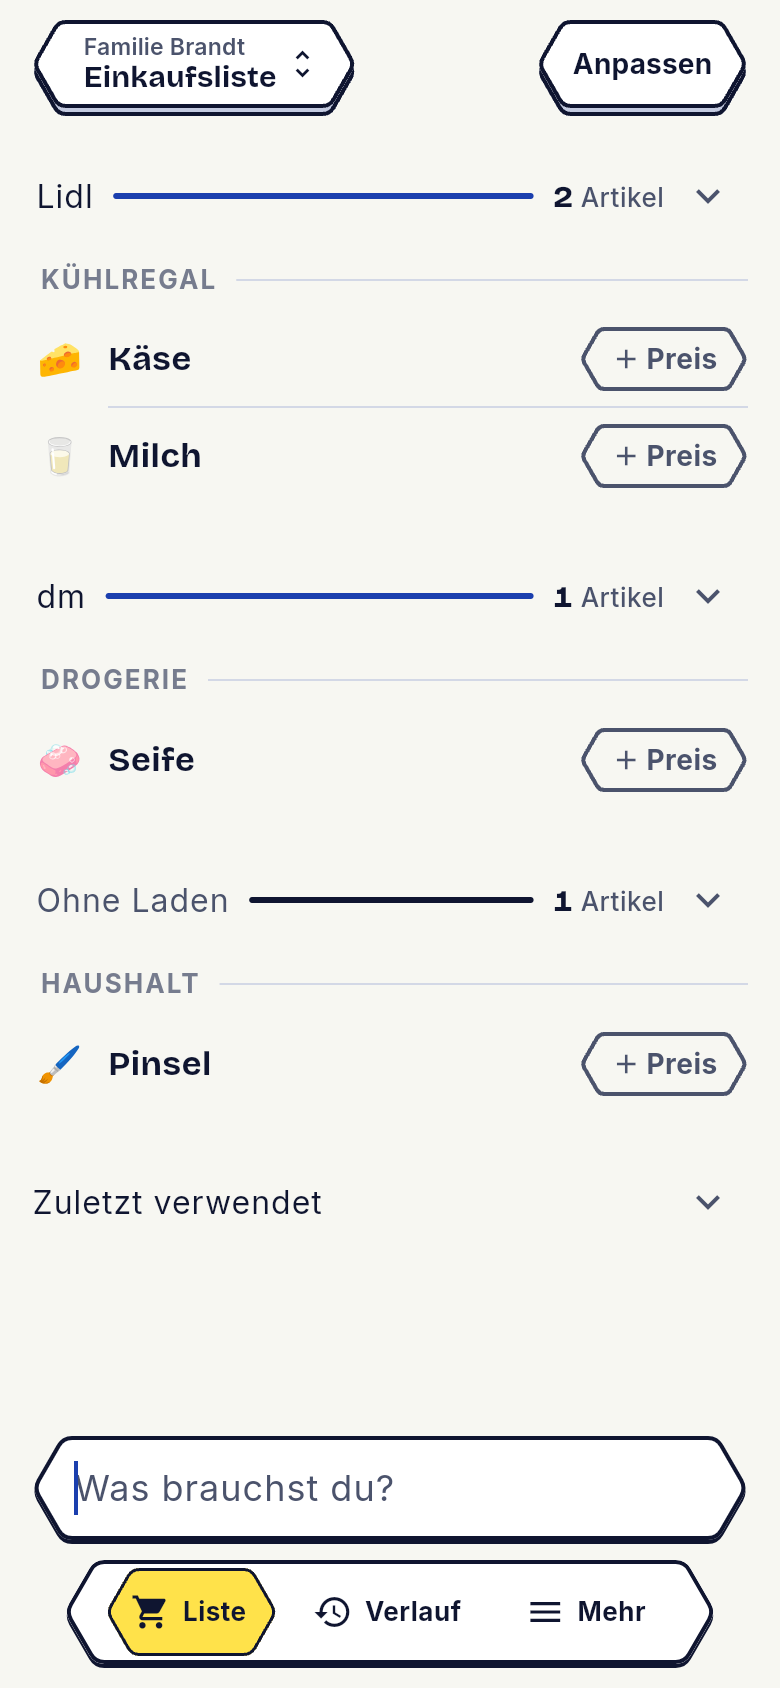 Familie Brandt
Einkaufsliste
Anpassen
Lidl 2 Artikel
KÜHLREGAL
Käse + Preis
Milch + Preis
dm 1 Artikel
DROGERIE
Seife + Preis
Ohne Laden 1 Artikel
HAUSHALT
Pinsel + Preis
Zuletzt verwendet
Was brauchst du?
Liste Verlauf Mehr